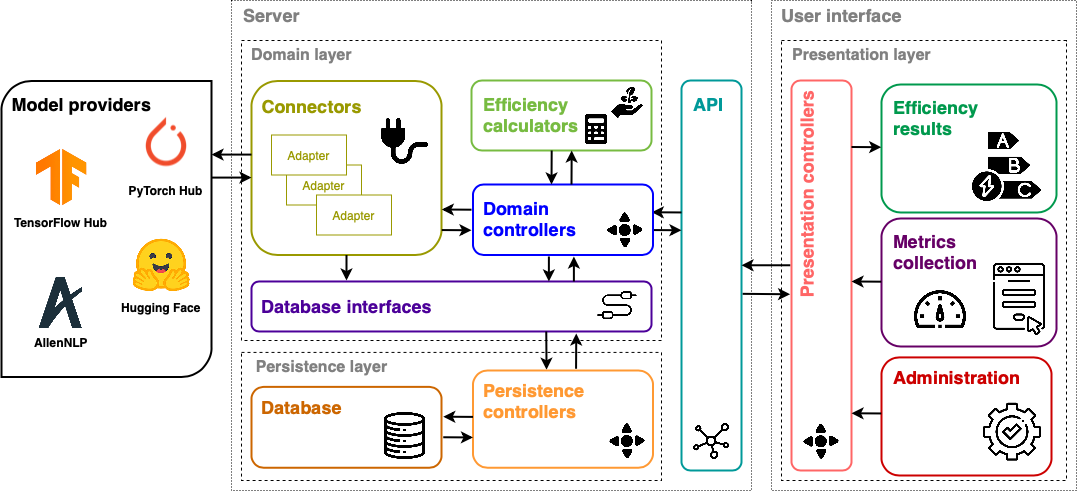 Server
User interface
Domain layer
Presentation layer
Model providers
PyTorch Hub
TensorFlow Hub
Hugging Face
AllenNLP
Connectors
Adapter
Adapter
Adapter
Efficiency
calculators
Domain
controllers
Database interfaces
Persistence layer
Database
Persistence
controllers
API
Presentation controllers
Efficiency
results
A
B
C
Metrics
collection
Administration